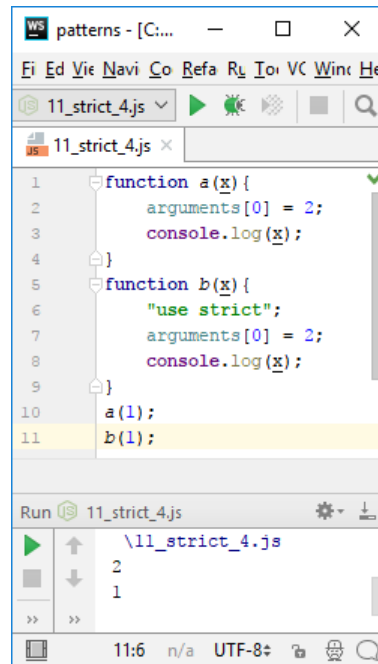 WS patterns - [C:...
Fi Ed Vie Navi Co Refa Ru Too VC Wind He
11_strict_4.js
JS 11_strict_4.js
1 function a(x){
2 arguments[0] = 2;
3 console.log(x);
4 }
5 function b(x){
6 "use strict";
7 arguments[0] = 2;
8 console.log(x);
9 }
10 a(1);
11 b(1);
Run 11_strict_4.js
\11_strict_4.js
2
1
>> >>
11:6 n/a UTF-8